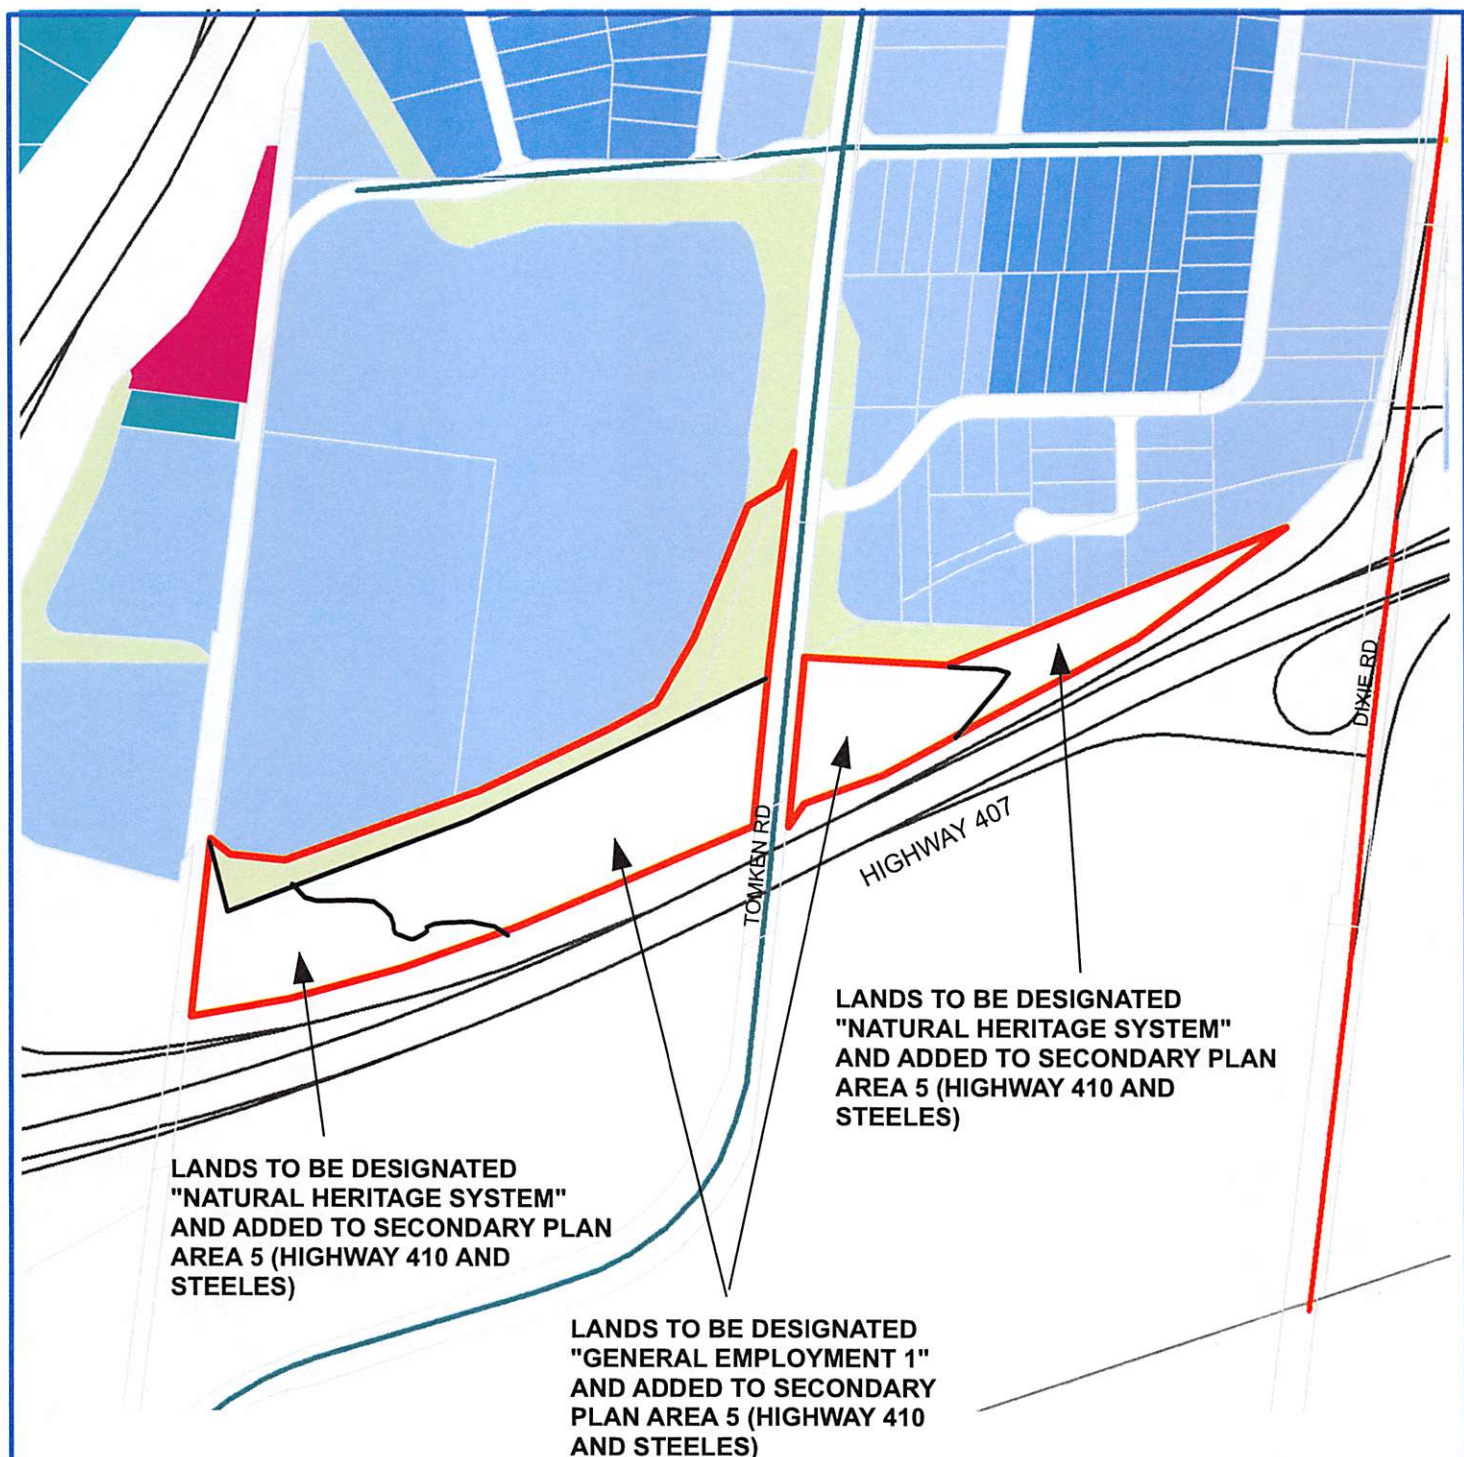 DIXIE RD
TOMKEN RD
HIGHWAY 407
LANDS TO BE DESIGNATED
"NATURAL HERITAGE SYSTEM"
AND ADDED TO SECONDARY PLAN
AREA 5 (HIGHWAY 410 AND
STEELES)
LANDS TO BE DESIGNATED
"NATURAL HERITAGE SYSTEM"
AND ADDED TO SECONDARY PLAN
AREA 5 (HIGHWAY 410 AND
STEELES)
LANDS TO BE DESIGNATED
"GENERAL EMPLOYMENT 1"
AND ADDED TO SECONDARY
PLAN AREA 5 (HIGHWAY 410
AND STEELES)